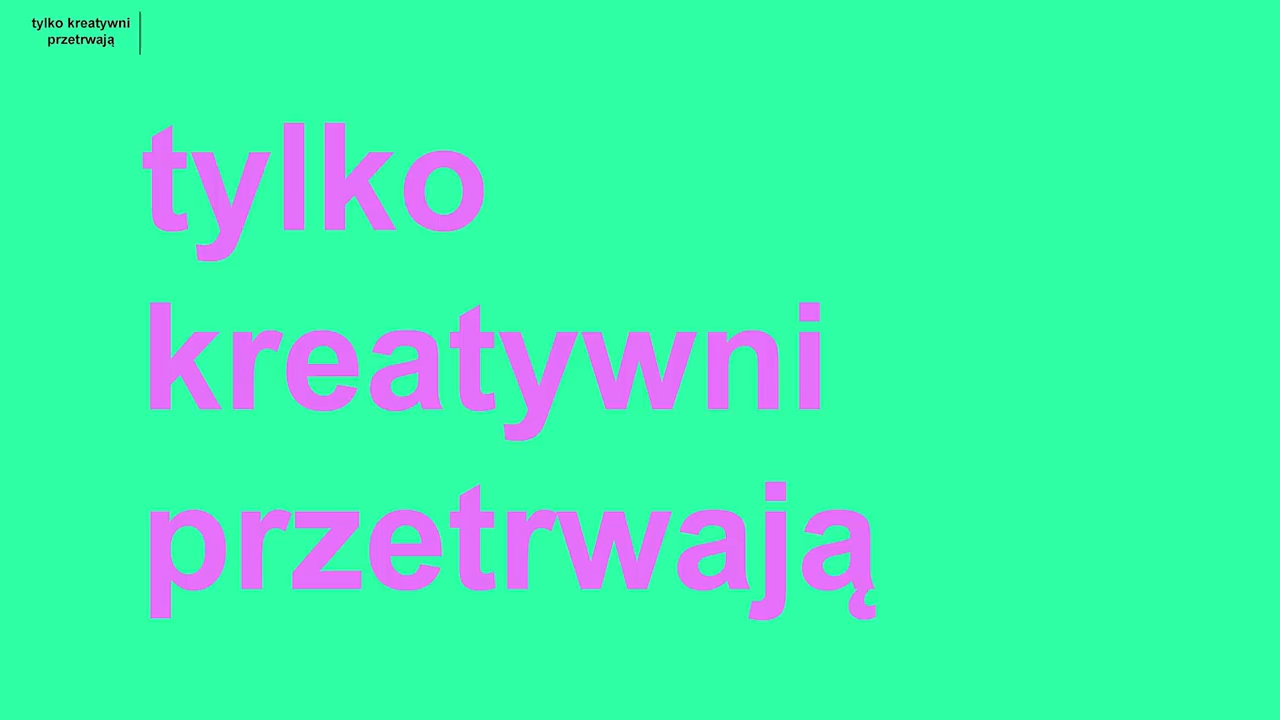 tylko kreatywni
przetrwają
tylko
kreatywni
przetrwają